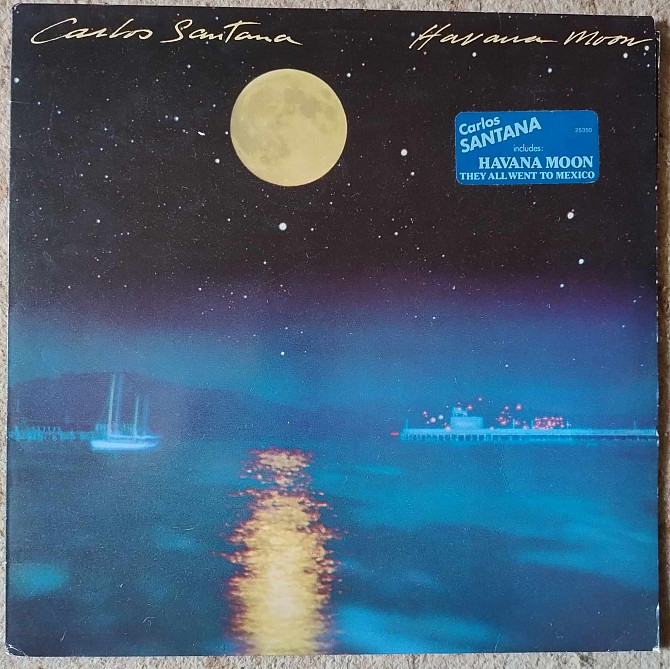 Carlos Santana
Havana Moon
Carlos
SANTANA
25350
includes:
HAVANA MOON
THEY ALL WENT TO MEXICO